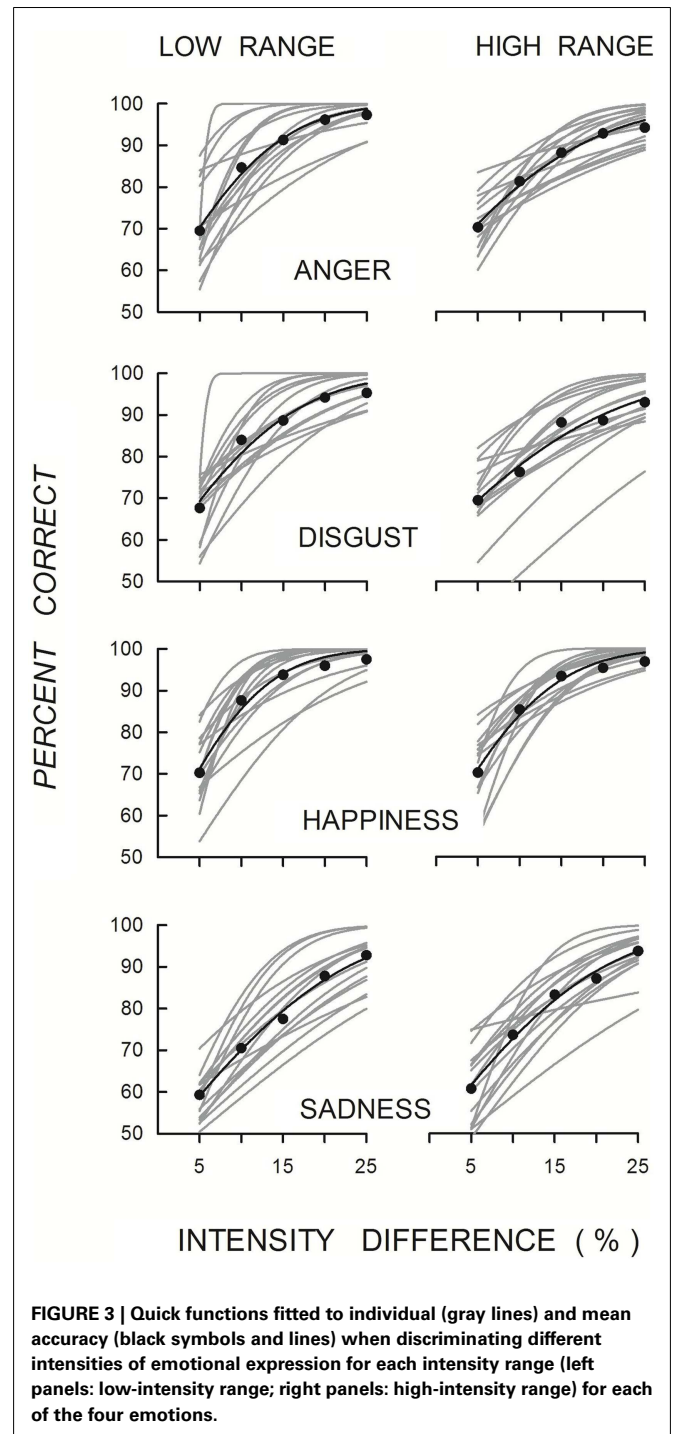 LOW RANGE
HIGH RANGE
PERCENT CORRECT
100
90
80
70
60
50
ANGER
100
90
80
70
60
50
DISGUST
100
90
80
70
60
50
HAPPINESS
100
90
80
70
60
50
SADNESS
5 15 25
5 15 25
INTENSITY DIFFERENCE ( % )
FIGURE 3 | Quick functions fitted to individual (gray lines) and mean
accuracy (black symbols and lines) when discriminating different
intensities of emotional expression for each intensity range (left
panels: low-intensity range; right panels: high-intensity range) for each
of the four emotions.